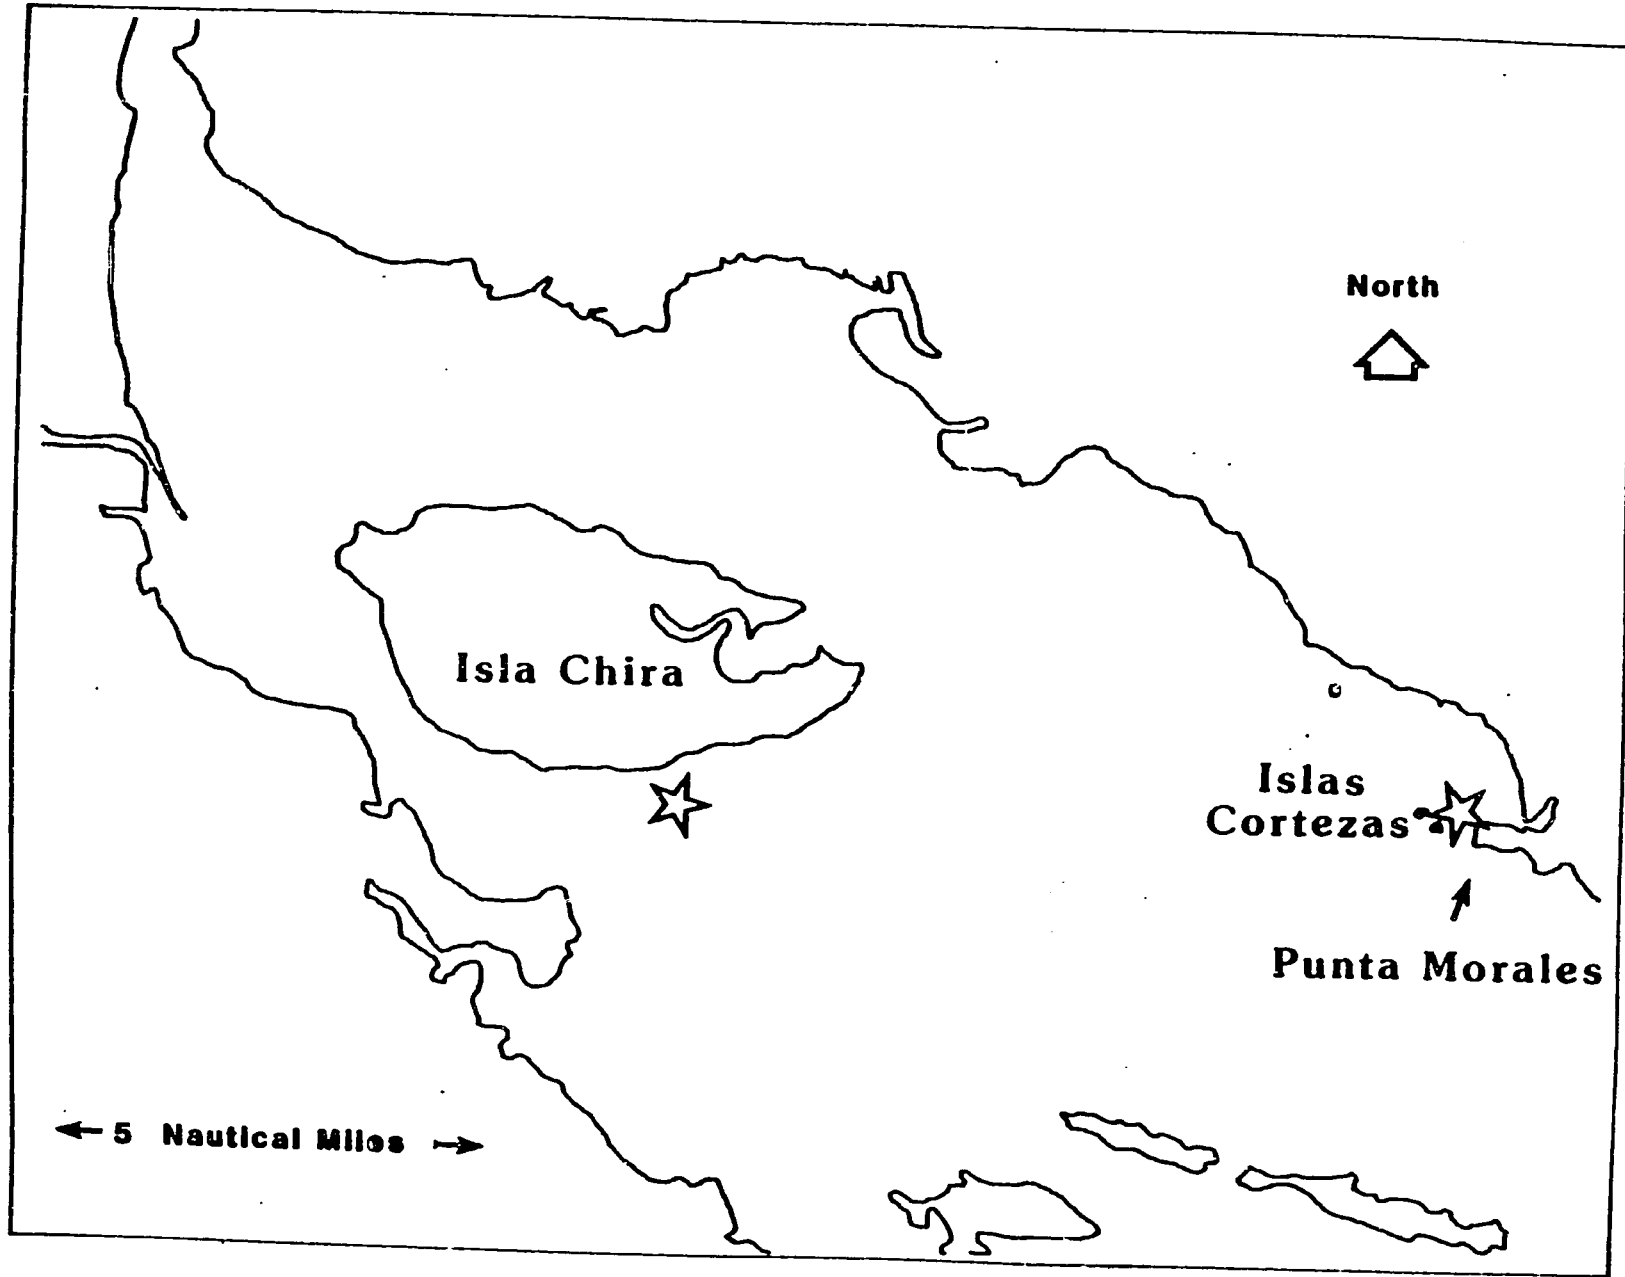 North
Isla Chira
Islas
Cortezas
Punta Morales
5 Nautical Miles